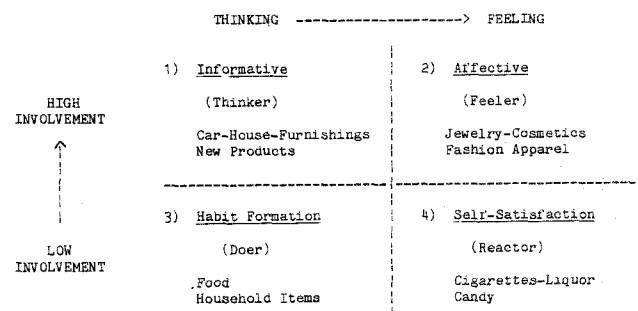 THINKING ----------------> FEELING
1) Informative
(Thinker)
Car-House-Furnishings
New Products
2) Affective
(Feeler)
Jewelry-Cosmetics
Fashion Apparel
HIGH
INVOLVEMENT
LOW
INVOLVEMENT
3) Habit Formation
(Doer)
Food
Household Items
4) Self-Satisfaction
(Reactor)
Cigarettes-Liquor
Candy